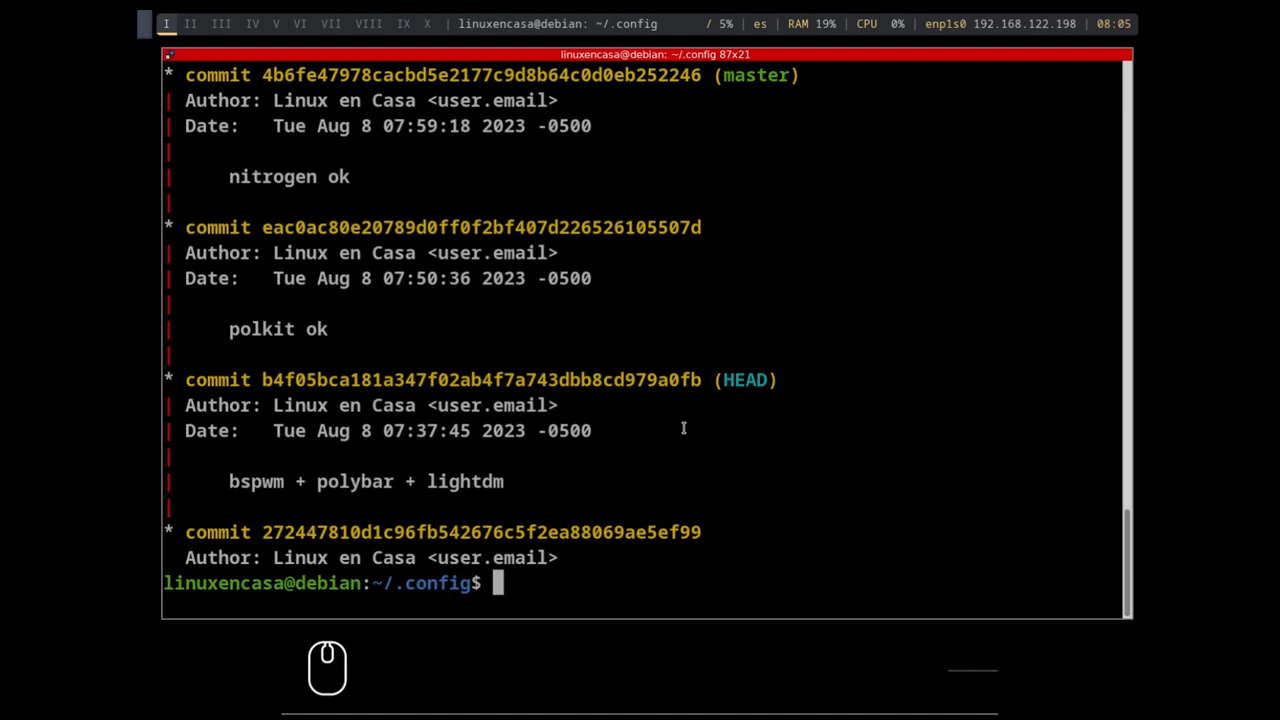 I II III IV V VI VII VIII IX X | linuxencasa@debian: ~/.config / 5% | es | RAM 19% | CPU 0% | enp1s0 192.168.122.198 | 08:05
linuxencasa@debian: ~/.config 87x21
* commit 4b6fe47978cacbd5e2177c9d8b64c0d0eb252246 (master)
| Author: Linux en Casa <user.email>
| Date:   Tue Aug 8 07:59:18 2023 -0500
|
|     nitrogen ok
|
* commit eac0ac80e20789d0ff0f2bf407d226526105507d
| Author: Linux en Casa <user.email>
| Date:   Tue Aug 8 07:50:36 2023 -0500
|
|     polkit ok
|
* commit b4f05bca181a347f02ab4f7a743dbb8cd979a0fb (HEAD)
| Author: Linux en Casa <user.email>
| Date:   Tue Aug 8 07:37:45 2023 -0500
|
|     bspwm + polybar + lightdm
|
* commit 272447810d1c96fb542676c5f2ea88069ae5ef99
  Author: Linux en Casa <user.email>
linuxencasa@debian:~/.config$